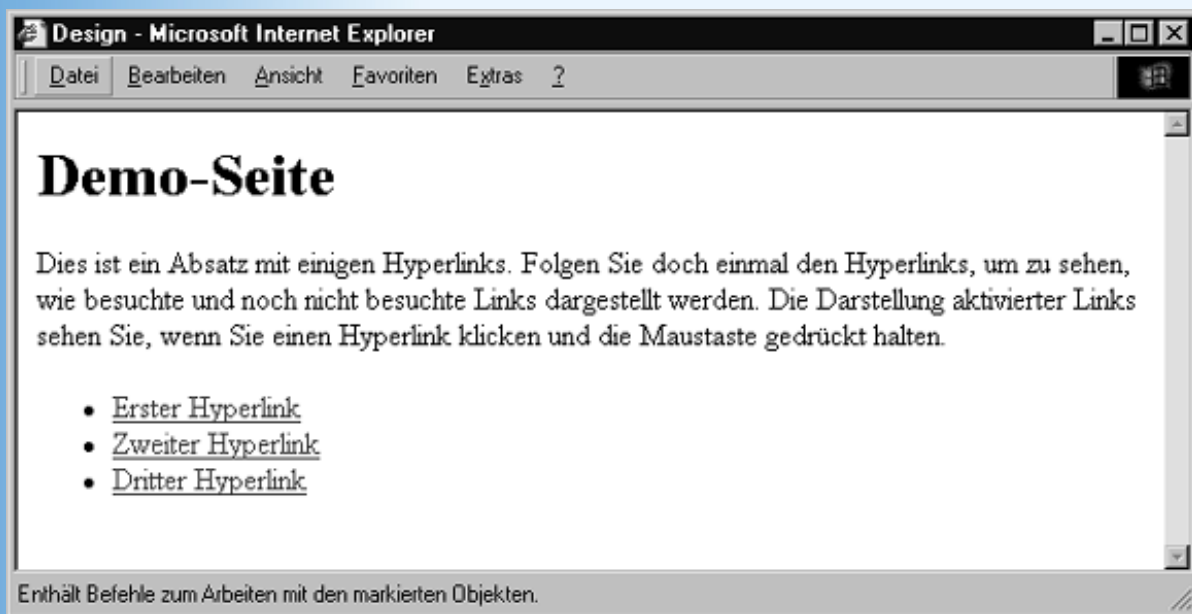 Design - Microsoft Internet Explorer
Datei Bearbeiten Ansicht Favoriten Extras ?
Demo-Seite
Dies ist ein Absatz mit einigen Hyperlinks. Folgen Sie doch einmal den Hyperlinks, um zu sehen,
wie besuchte und noch nicht besuchte Links dargestellt werden. Die Darstellung aktivierter Links
sehen Sie, wenn Sie einen Hyperlink klicken und die Maustaste gedrückt halten.
• Erster Hyperlink
• Zweiter Hyperlink
• Dritter Hyperlink
Enthält Befehle zum Arbeiten mit den markierten Objekten.